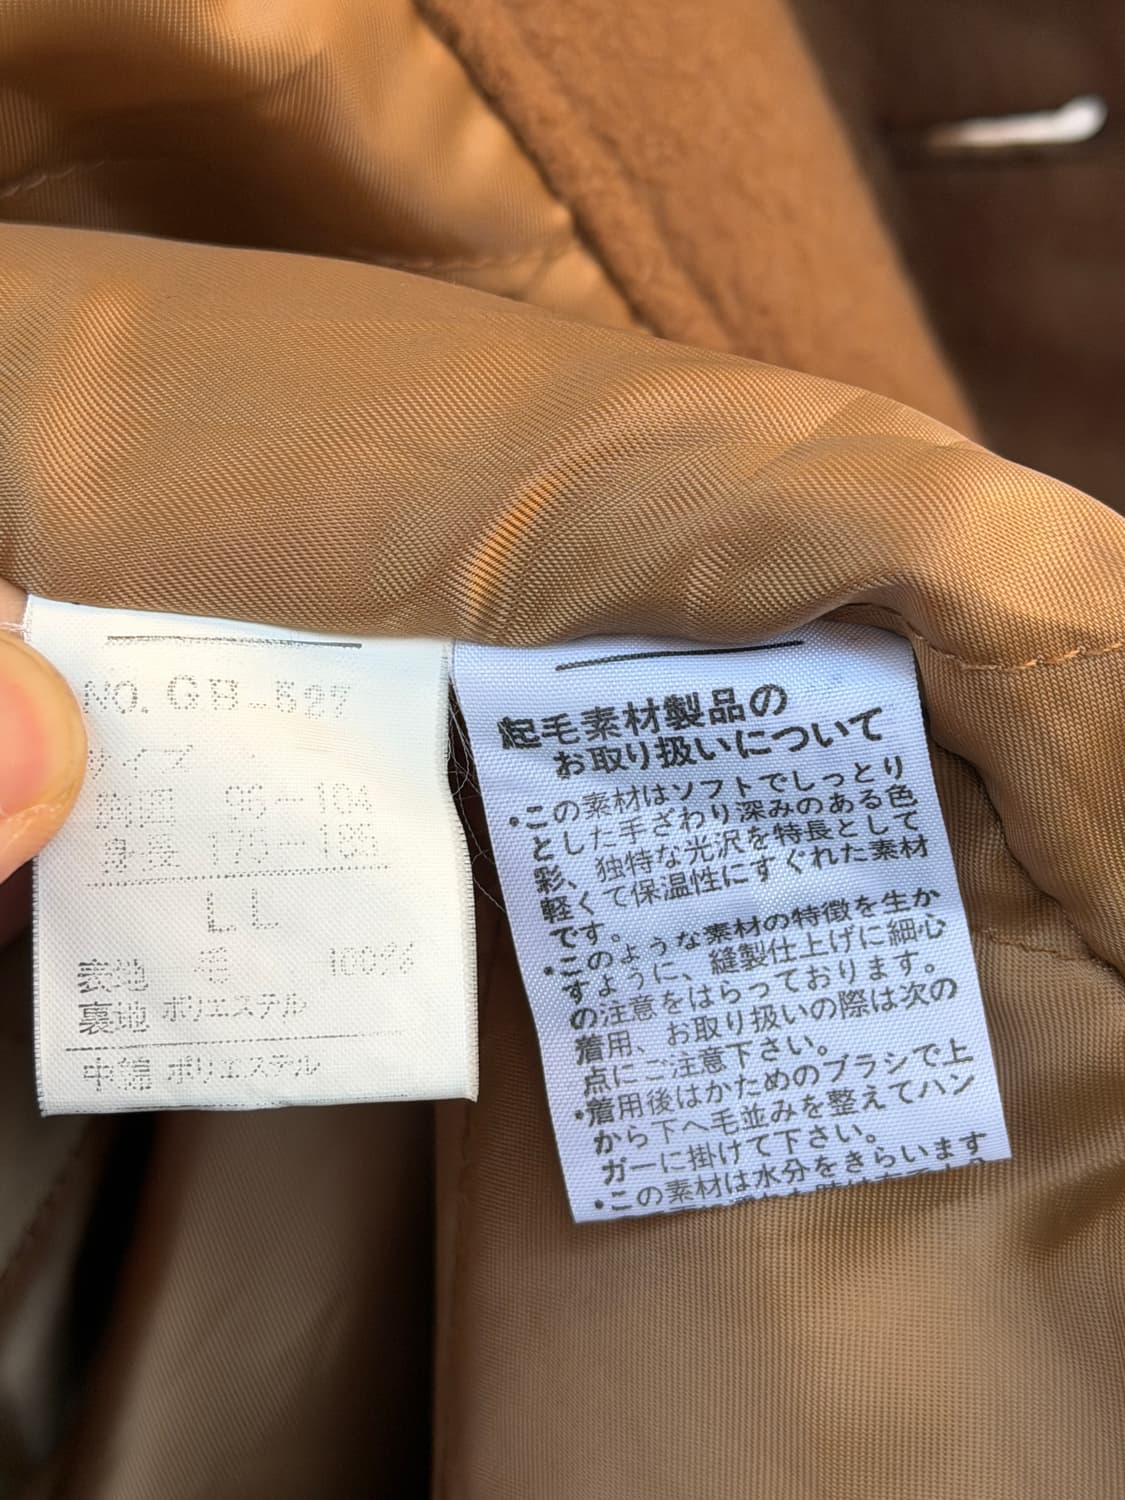 NO. GB-527
サイズ
胸囲 96-104
身長 175-185
LL
表地 毛 100%
裏地 ポリエステル
中綿 ポリエステル
起毛素材製品の
お取り扱いについて
・この素材はソフトでしっとり
とした手ざわり深みのある色
彩、独特な光沢を特長として
軽くて保温性にすぐれた素材
です。
・このような素材の特徴を生か
すように、縫製仕上げに細心
の注意をはらっております。
着用、お取り扱いの際は次の
点にご注意下さい。
・着用後はかためのブラシで上
から下へ毛並みを整えてハン
ガーに掛けて下さい。
・この素材は水分をきらいます